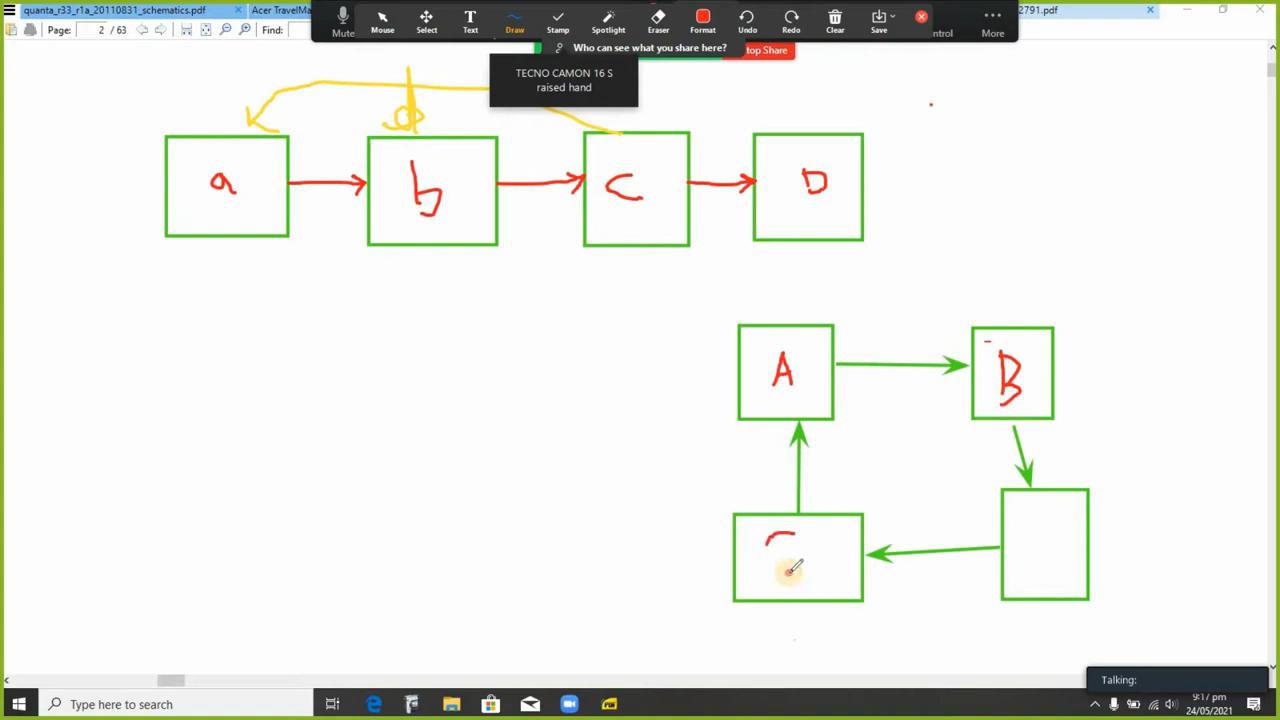 quanta_r33_r1a_20110831_schematics.pdf
Acer TravelMa
2791.pdf
Page: 2 / 63
Find:
Mute
Mouse
Select
Text
Draw
Stamp
Spotlight
Eraser
Format
Undo
Redo
Clear
Save
More
Who can see what you share here?
top Share
TECNO CAMON 16 S
raised hand
a
b
C
D
A
B
Talking:
Type here to search
9:17 pm
24/05/2021